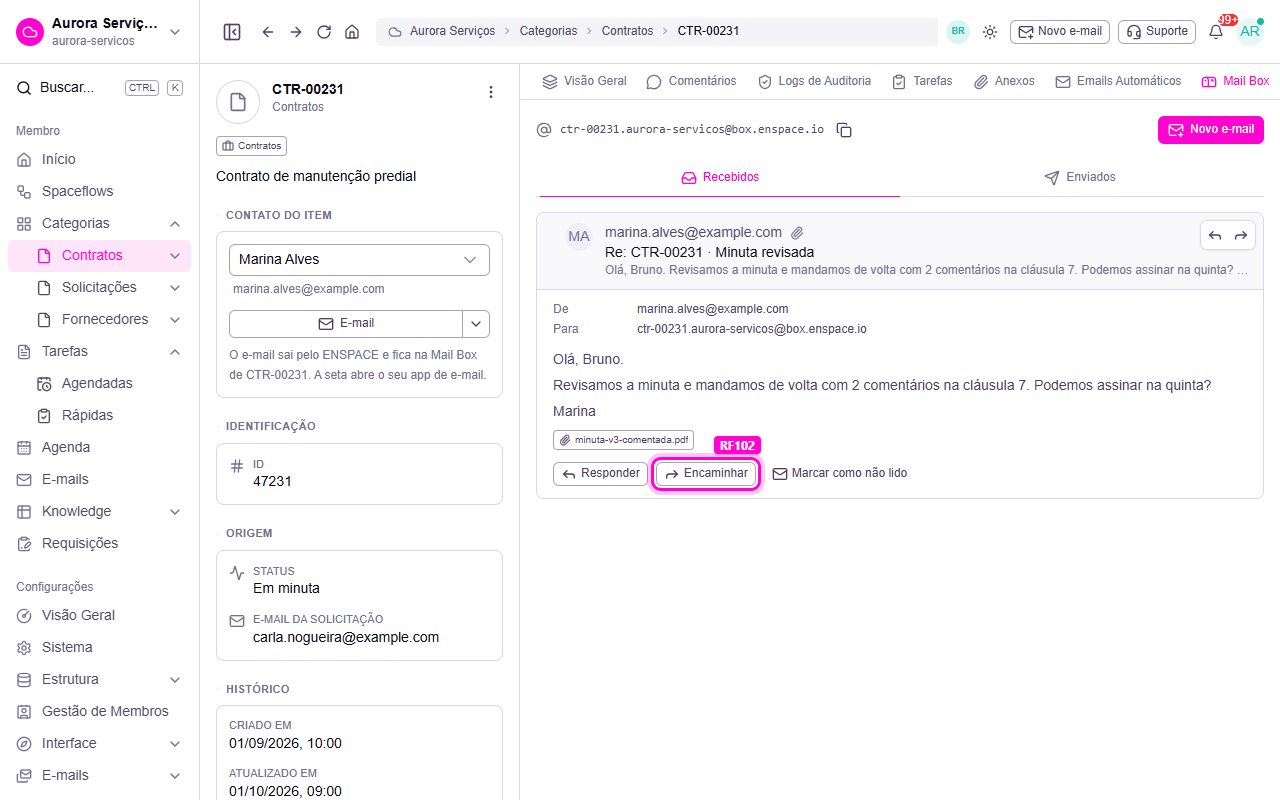 Aurora Serviç...
aurora-servicos
Buscar...
CTRL
K
Membro
Início
Spaceflows
Categorias
Contratos
Solicitações
Fornecedores
Tarefas
Agendadas
Rápidas
Agenda
E-mails
Knowledge
Requisições
Configurações
Visão Geral
Sistema
Estrutura
Gestão de Membros
Interface
E-mails
Aurora Serviços
Categorias
Contratos
CTR-00231
BR
Novo e-mail
Suporte
99+
AR
CTR-00231
Contratos
Contratos
Contrato de manutenção predial
CONTATO DO ITEM
Marina Alves
marina.alves@example.com
E-mail
O e-mail sai pelo ENSPACE e fica na Mail Box
de CTR-00231. A seta abre o seu app de e-mail.
IDENTIFICAÇÃO
ID
47231
ORIGEM
STATUS
Em minuta
E-MAIL DA SOLICITAÇÃO
carla.nogueira@example.com
HISTÓRICO
CRIADO EM
01/09/2026, 10:00
ATUALIZADO EM
01/10/2026, 09:00
Visão Geral
Comentários
Logs de Auditoria
Tarefas
Anexos
Emails Automáticos
Mail Box
ctr-00231.aurora-servicos@box.enspace.io
Novo e-mail
Recebidos
Enviados
MA
marina.alves@example.com
Re: CTR-00231 · Minuta revisada
Olá, Bruno. Revisamos a minuta e mandamos de volta com 2 comentários na cláusula 7. Podemos assinar na quinta? ...
De
marina.alves@example.com
Para
ctr-00231.aurora-servicos@box.enspace.io
Olá, Bruno.
Revisamos a minuta e mandamos de volta com 2 comentários na cláusula 7. Podemos assinar na quinta?
Marina
minuta-v3-comentada.pdf
RF102
Responder
Encaminhar
Marcar como não lido